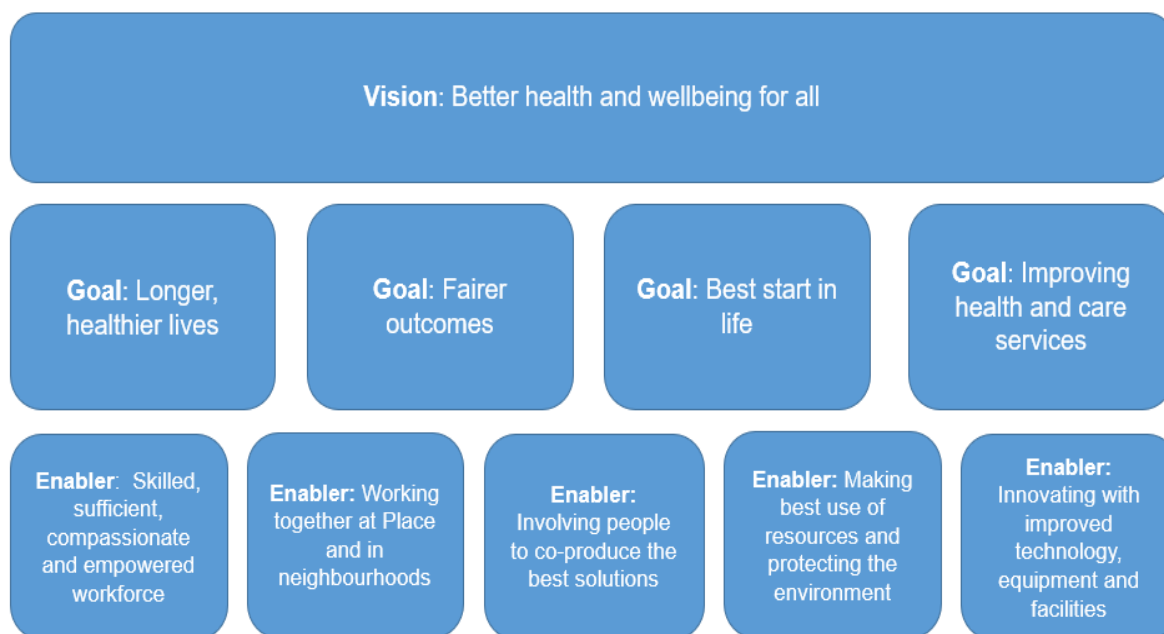 Vision: Better health and wellbeing for all
Goal: Longer,
healthier lives
Goal: Fairer
outcomes
Goal: Best start in
life
Goal: Improving
health and care
services
Enabler:  Skilled,
sufficient,
compassionate
and empowered
workforce
Enabler: Working
together at Place
and in
neighbourhoods
Enabler:
Involving people
to co-produce the
best solutions
Enabler: Making
best use of
resources and
protecting the
environment
Enabler:
Innovating with
improved
technology,
equipment and
facilities